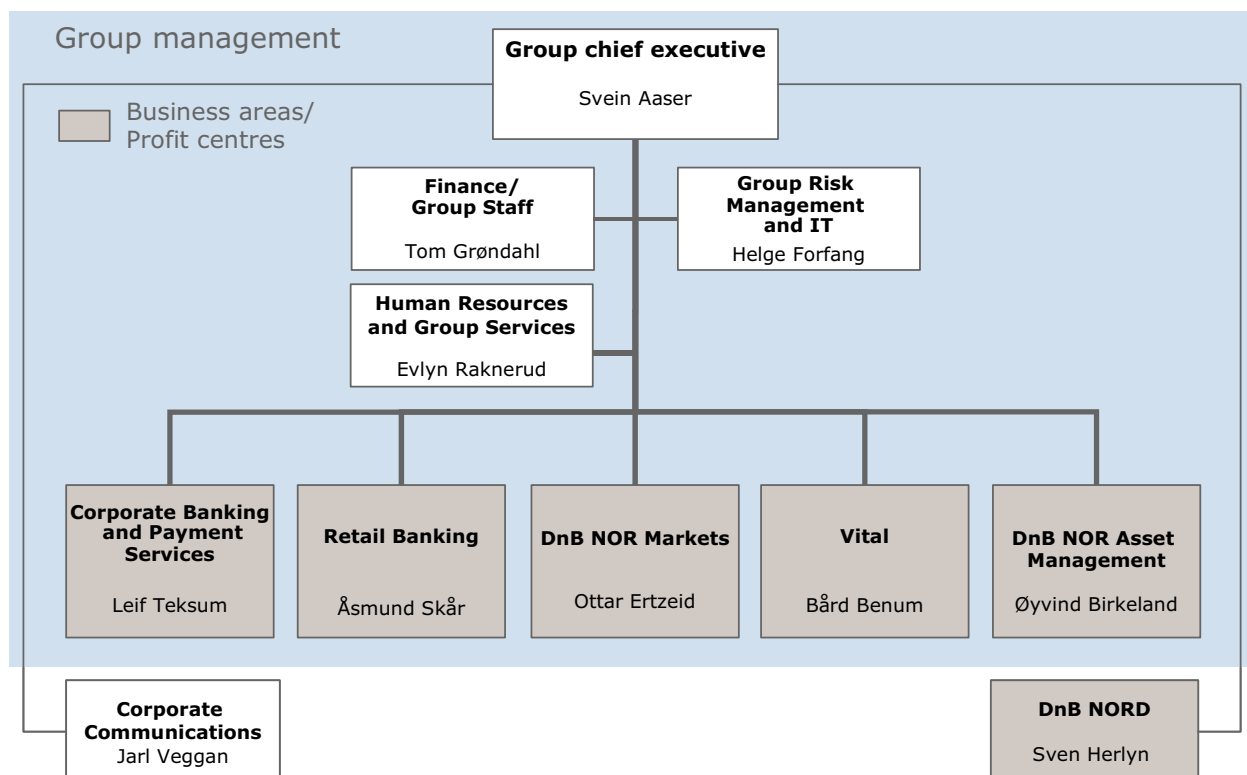 Group management
Group chief executive
Svein Aaser
Business areas/
Profit centres
Finance/
Group Staff
Tom Grøndahl
Group Risk
Management
and IT
Helge Forfang
Human Resources
and Group Services
Evlyn Raknerud
Corporate Banking
and Payment
Services
Leif Teksum
Retail Banking
Åsmund Skår
DnB NOR Markets
Ottar Ertzeid
Vital
Bård Benum
DnB NOR Asset
Management
Øyvind Birkeland
Corporate
Communications
Jarl Veggan
DnB NORD
Sven Herlyn